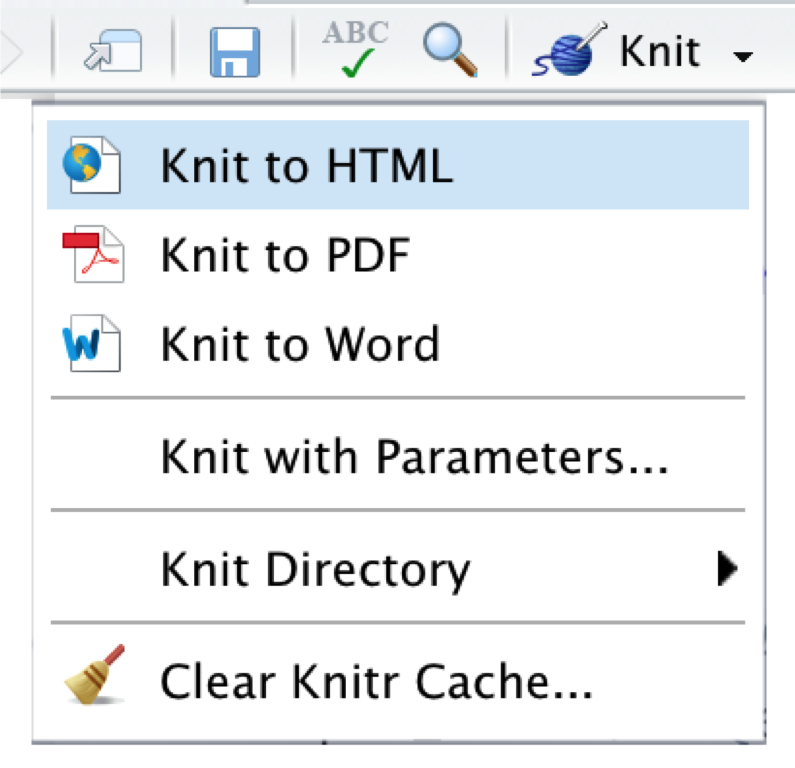 ABC
Knit
Knit to HTML
Knit to PDF
W Knit to Word
Knit with Parameters...
Knit Directory
Clear Knitr Cache...